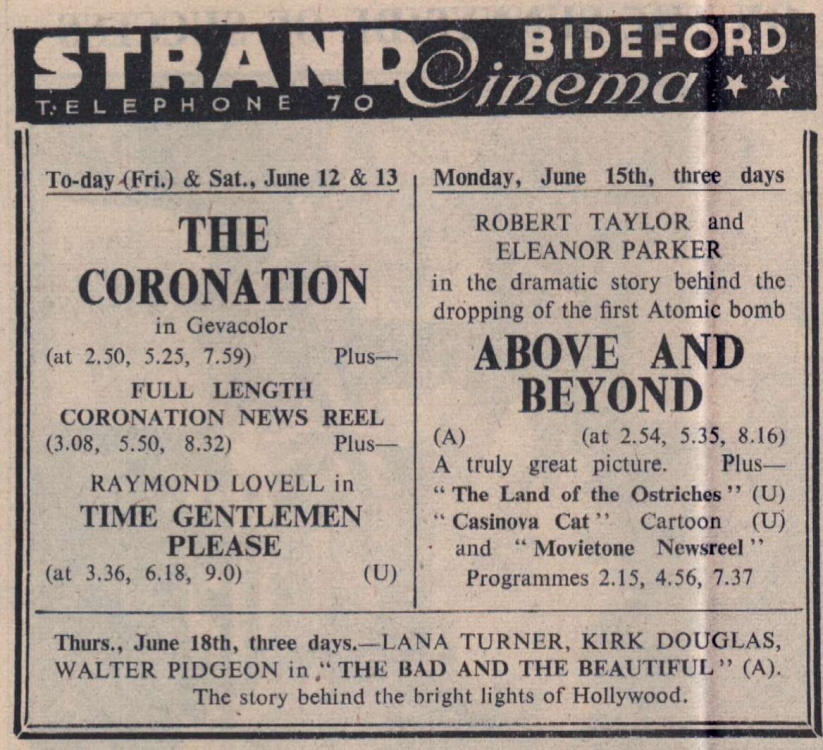 STRAND Cinema BIDEFORD
TELEPHONE 70
To-day (Fri.) & Sat., June 12 & 13
THE
CORONATION
in Gevacolor
(at 2.50, 5.25, 7.59) Plus—
FULL LENGTH
CORONATION NEWS REEL
(3.08, 5.50, 8.32) Plus—
RAYMOND LOVELL in
TIME GENTLEMEN
PLEASE
(at 3.36, 6.18, 9.0) (U)
Monday, June 15th, three days
ROBERT TAYLOR and
ELEANOR PARKER
in the dramatic story behind the
dropping of the first Atomic bomb
ABOVE AND
BEYOND
(A) (at 2.54, 5.35, 8.16)
A truly great picture. Plus—
“ The Land of the Ostriches ” (U)
“ Casinova Cat ” Cartoon (U)
and “ Movietone Newsreel ”
Programmes 2.15, 4.56, 7.37
Thurs., June 18th, three days.—LANA TURNER, KIRK DOUGLAS,
WALTER PIDGEON in “ THE BAD AND THE BEAUTIFUL ” (A).
The story behind the bright lights of Hollywood.